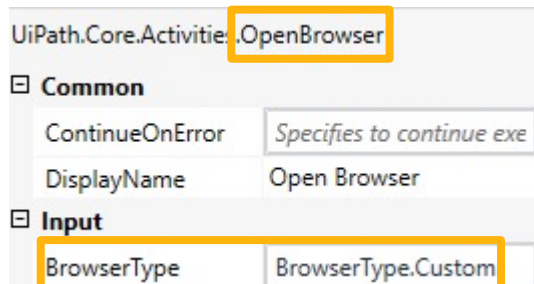 UiPath.Core.Activities.OpenBrowser
Common
ContinueOnError Specifies to continue exe
DisplayName Open Browser
Input
BrowserType BrowserType.Custom